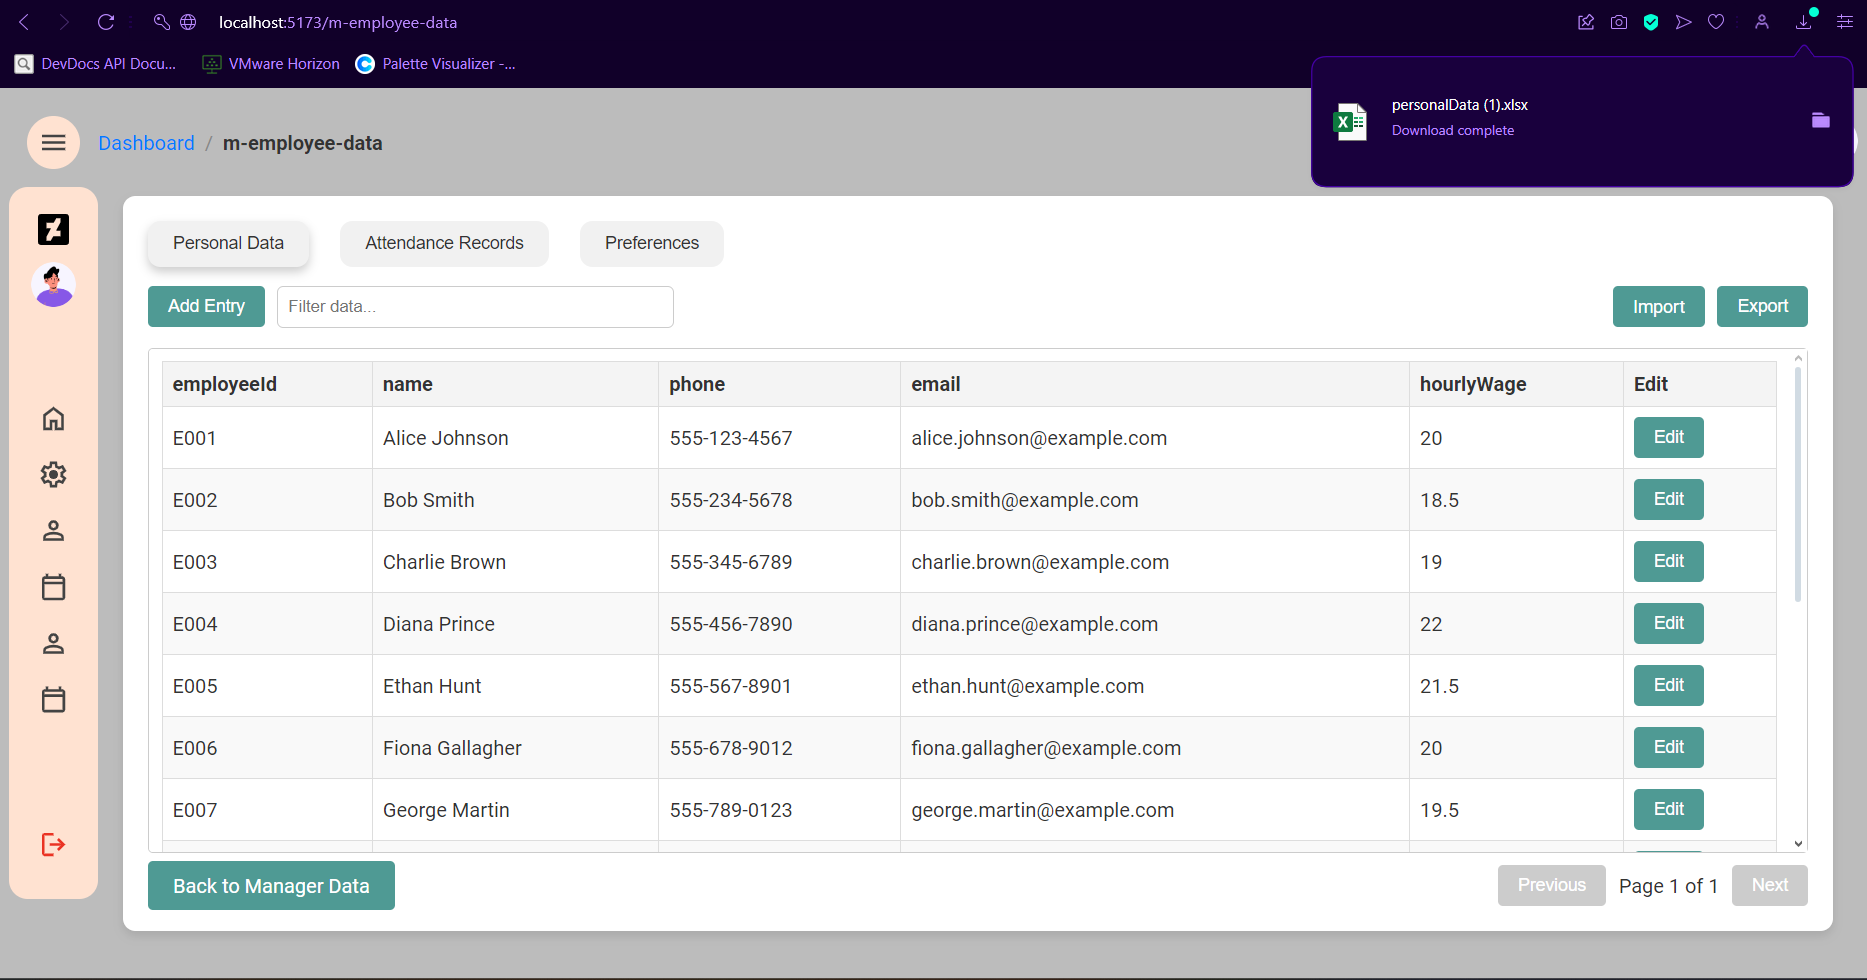 localhost:5173/m-employee-data
DevDocs API Docu...
VMware Horizon
Palette Visualizer -...
personalData (1).xlsx
Download complete
Dashboard / m-employee-data
Personal Data
Attendance Records
Preferences
Add Entry
Filter data...
Import
Export
employeeId name phone email hourlyWage Edit
E001 Alice Johnson 555-123-4567 alice.johnson@example.com 20 Edit
E002 Bob Smith 555-234-5678 bob.smith@example.com 18.5 Edit
E003 Charlie Brown 555-345-6789 charlie.brown@example.com 19 Edit
E004 Diana Prince 555-456-7890 diana.prince@example.com 22 Edit
E005 Ethan Hunt 555-567-8901 ethan.hunt@example.com 21.5 Edit
E006 Fiona Gallagher 555-678-9012 fiona.gallagher@example.com 20 Edit
E007 George Martin 555-789-0123 george.martin@example.com 19.5 Edit
Back to Manager Data
Previous
Page 1 of 1
Next